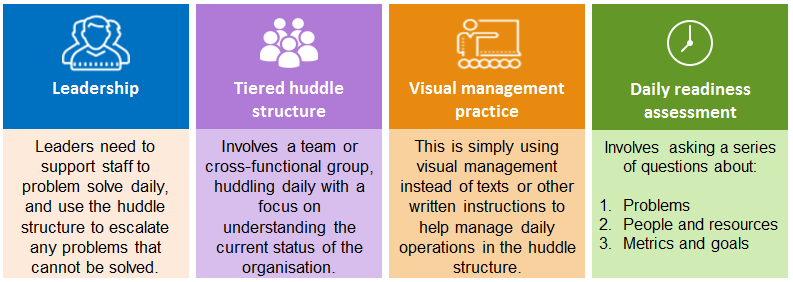 Leadership
Leaders need to
support staff to
problem solve daily,
and use the huddle
structure to escalate
any problems that
cannot be solved.
Tiered huddle
structure
Involves a team or
cross-functional group,
huddling daily with a
focus on
understanding the
current status of the
organisation.
Visual management
practice
This is simply using
visual management
instead of texts or other
written instructions to
help manage daily
operations in the huddle
structure.
Daily readiness
assessment
Involves asking a series
of questions about:
1. Problems
2. People and resources
3. Metrics and goals